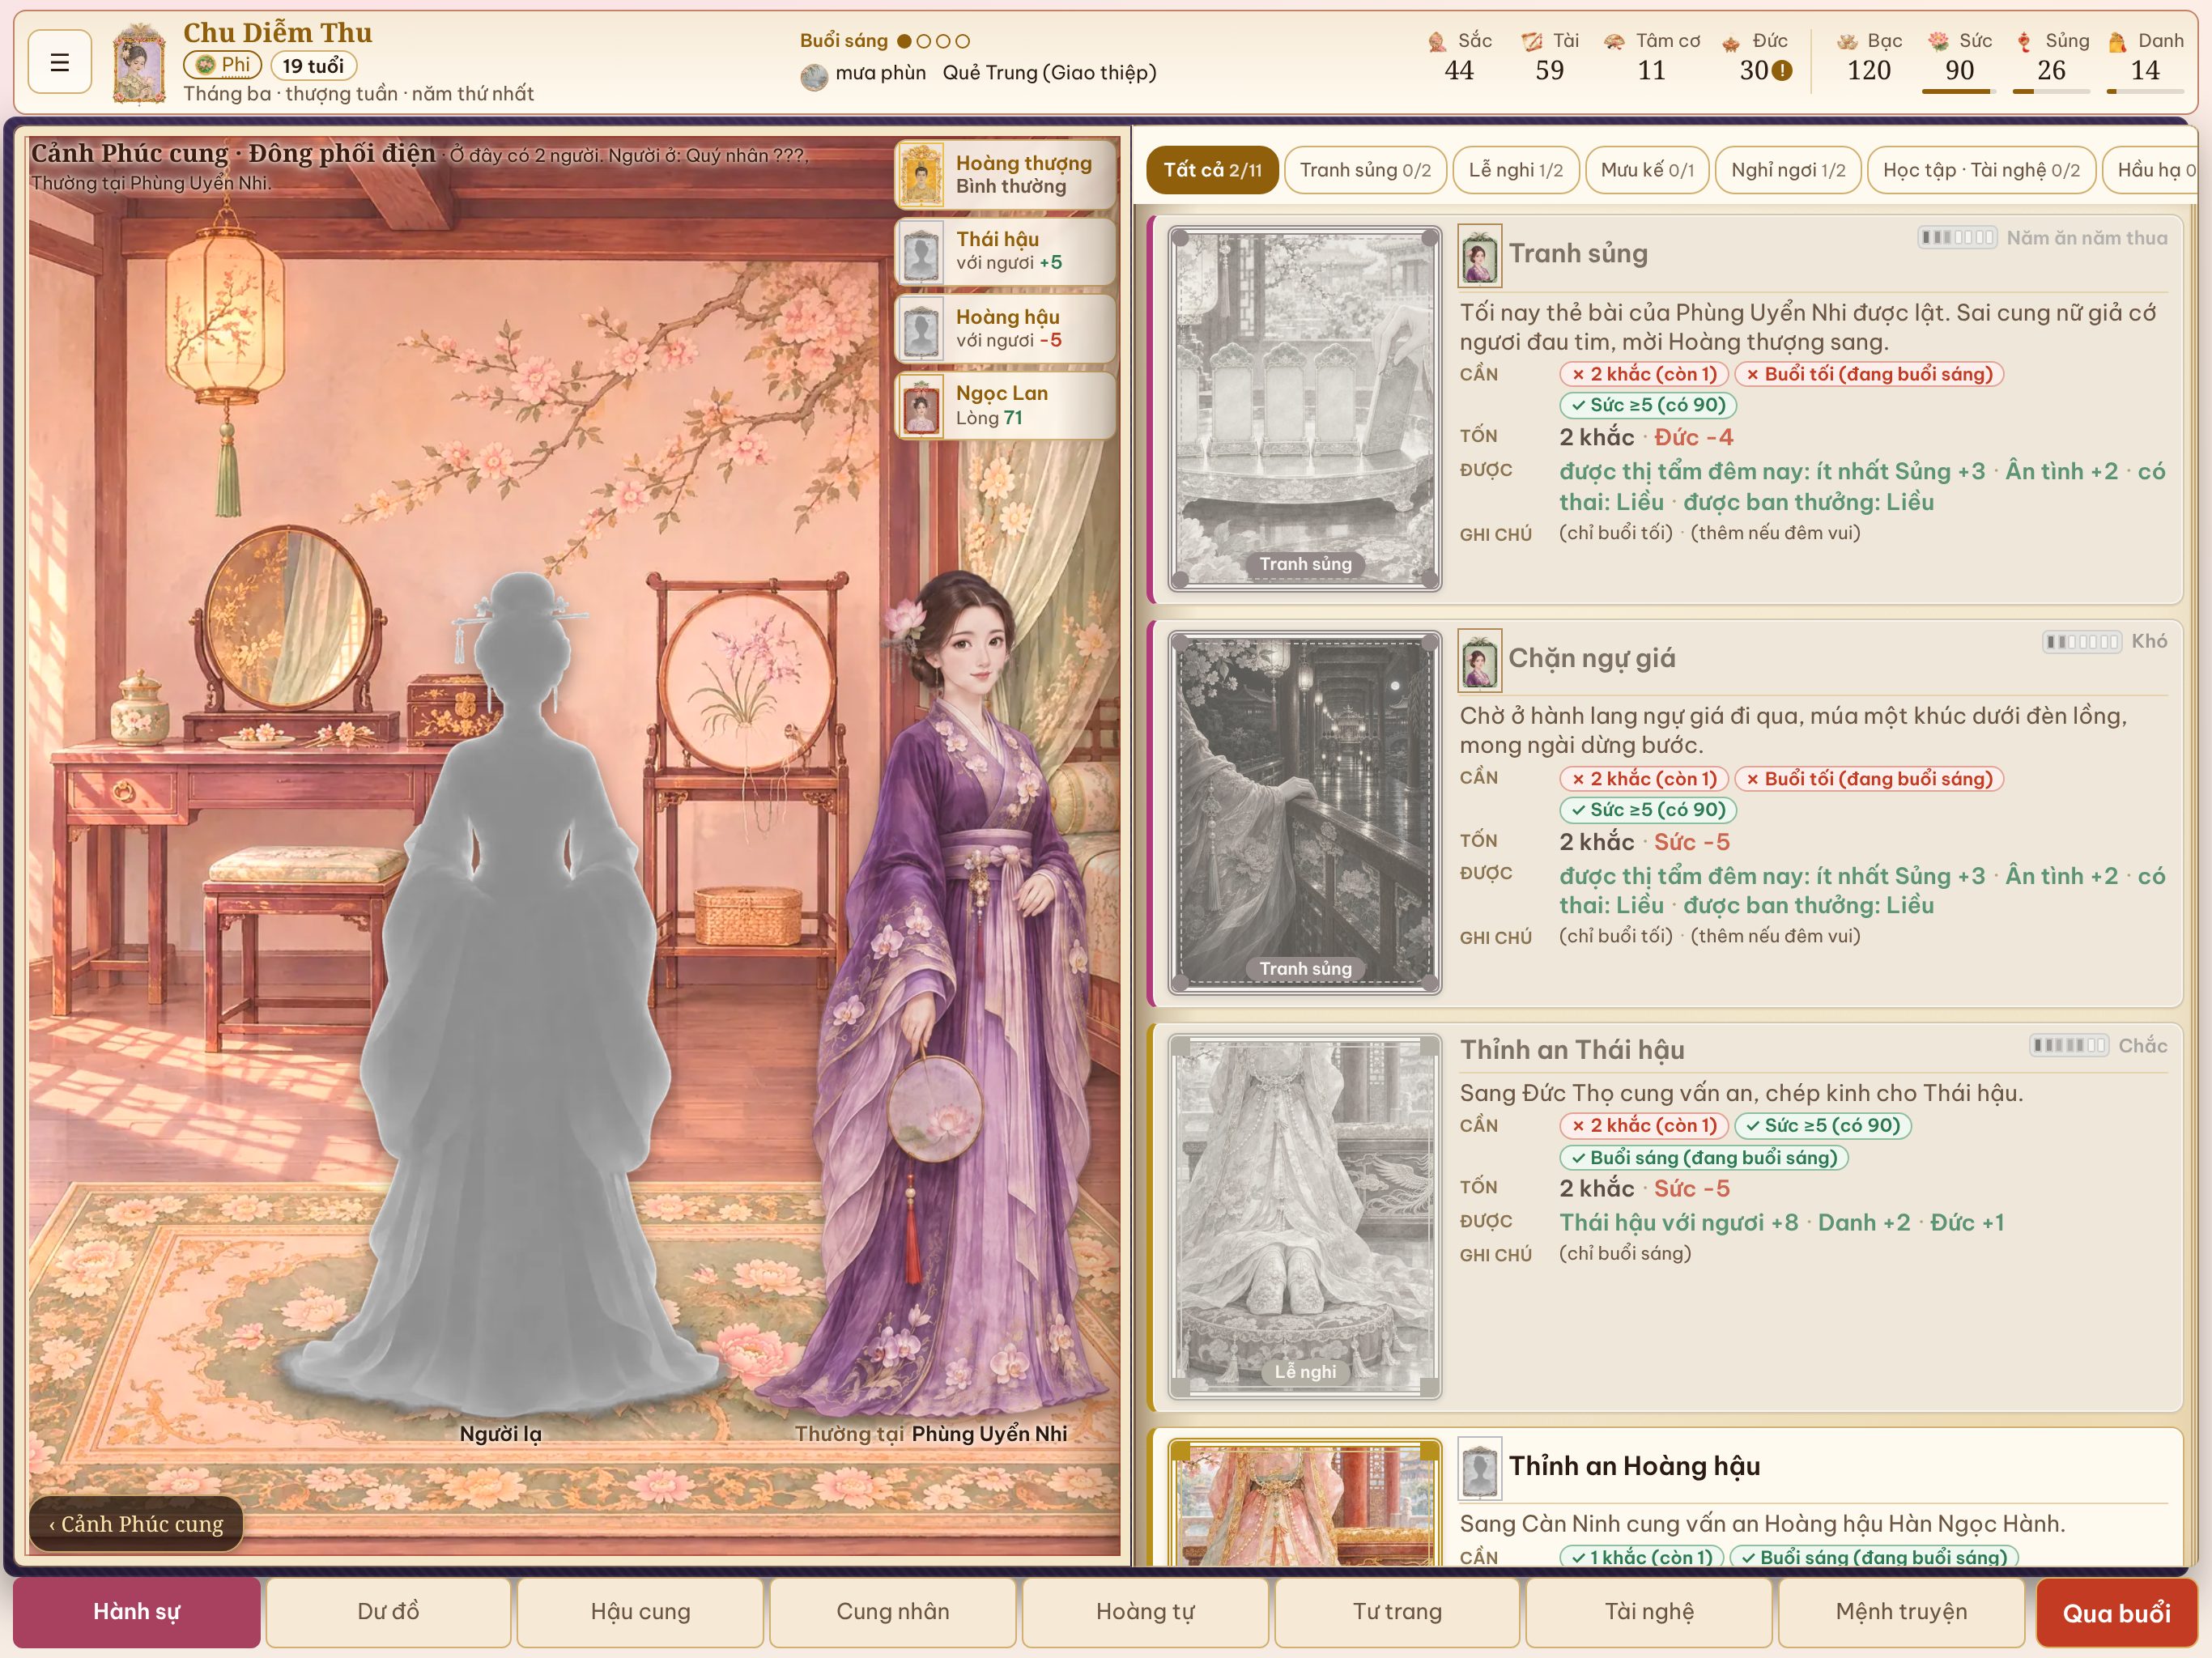 ☰
Chu Diễm Thu
Phi
19 tuổi
Tháng ba · thượng tuần · năm thứ nhất
Buổi sáng
mưa phùn Quẻ Trung (Giao thiệp)
Sắc 44
Tài 59
Tâm cơ 11
Đức 30 !
Bạc 120
Sức 90
Sủng 26
Danh 14
Cảnh Phúc cung · Đông phối điện · Ở đây có 2 người. Người ở: Quý nhân ???,
Thường tại Phùng Uyển Nhi.
Hoàng thượng
Bình thường
Thái hậu
với ngươi +5
Hoàng hậu
với ngươi -5
Ngọc Lan
Lòng 71
Người lạ
Thường tại Phùng Uyển Nhi
‹ Cảnh Phúc cung
Tất cả 2/11
Tranh sủng 0/2
Lễ nghi 1/2
Mưu kế 0/1
Nghỉ ngơi 1/2
Học tập · Tài nghệ 0/2
Hầu hạ 0
Tranh sủng
Tranh sủng
Năm ăn năm thua
Tối nay thẻ bài của Phùng Uyển Nhi được lật. Sai cung nữ giả cớ
ngươi đau tim, mời Hoàng thượng sang.
CẦN × 2 khắc (còn 1) × Buổi tối (đang buổi sáng)
✓ Sức ≥5 (có 90)
TỐN 2 khắc · Đức -4
ĐƯỢC được thị tẩm đêm nay: ít nhất Sủng +3 · Ân tình +2 · có
thai: Liều · được ban thưởng: Liều
GHI CHÚ (chỉ buổi tối) · (thêm nếu đêm vui)
Tranh sủng
Chặn ngự giá
Khó
Chờ ở hành lang ngự giá đi qua, múa một khúc dưới đèn lồng,
mong ngài dừng bước.
CẦN × 2 khắc (còn 1) × Buổi tối (đang buổi sáng)
✓ Sức ≥5 (có 90)
TỐN 2 khắc · Sức -5
ĐƯỢC được thị tẩm đêm nay: ít nhất Sủng +3 · Ân tình +2 · có
thai: Liều · được ban thưởng: Liều
GHI CHÚ (chỉ buổi tối) · (thêm nếu đêm vui)
Lễ nghi
Thỉnh an Thái hậu
Chắc
Sang Đức Thọ cung vấn an, chép kinh cho Thái hậu.
CẦN × 2 khắc (còn 1) ✓ Sức ≥5 (có 90)
✓ Buổi sáng (đang buổi sáng)
TỐN 2 khắc · Sức -5
ĐƯỢC Thái hậu với ngươi +8 · Danh +2 · Đức +1
GHI CHÚ (chỉ buổi sáng)
Thỉnh an Hoàng hậu
Sang Càn Ninh cung vấn an Hoàng hậu Hàn Ngọc Hành.
CẦN ✓ 1 khắc (còn 1) ✓ Buổi sáng (đang buổi sáng)
Hành sự
Dư đồ
Hậu cung
Cung nhân
Hoàng tự
Tư trang
Tài nghệ
Mệnh truyện
Qua buổi